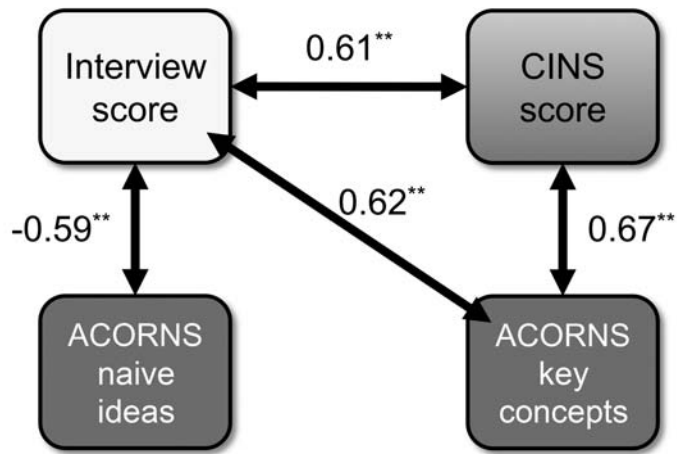 Interview
score
0.61**
CINS
score
-0.59**
0.62**
0.67**
ACORNS
naive
ideas
ACORNS
key
concepts